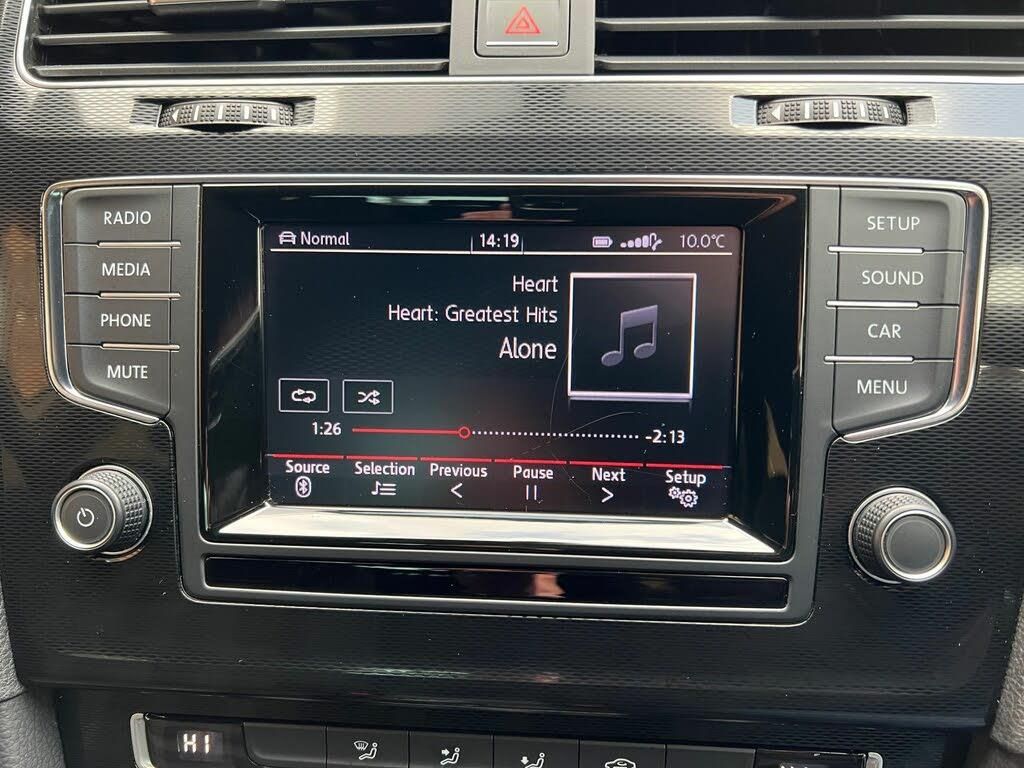 RADIO
MEDIA
PHONE
MUTE
Normal
14:19
10.0°C
Heart
Heart: Greatest Hits
Alone
1:26
-2:13
Source
Selection
Previous
Pause
Next
Setup
SETUP
SOUND
CAR
MENU
HI